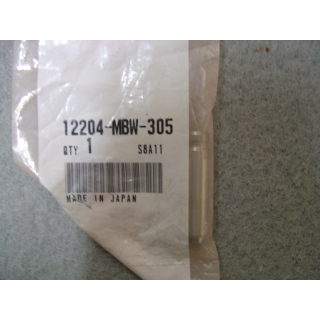 12204-MBW-305
QTY 1 S8A11
MADE IN JAPAN